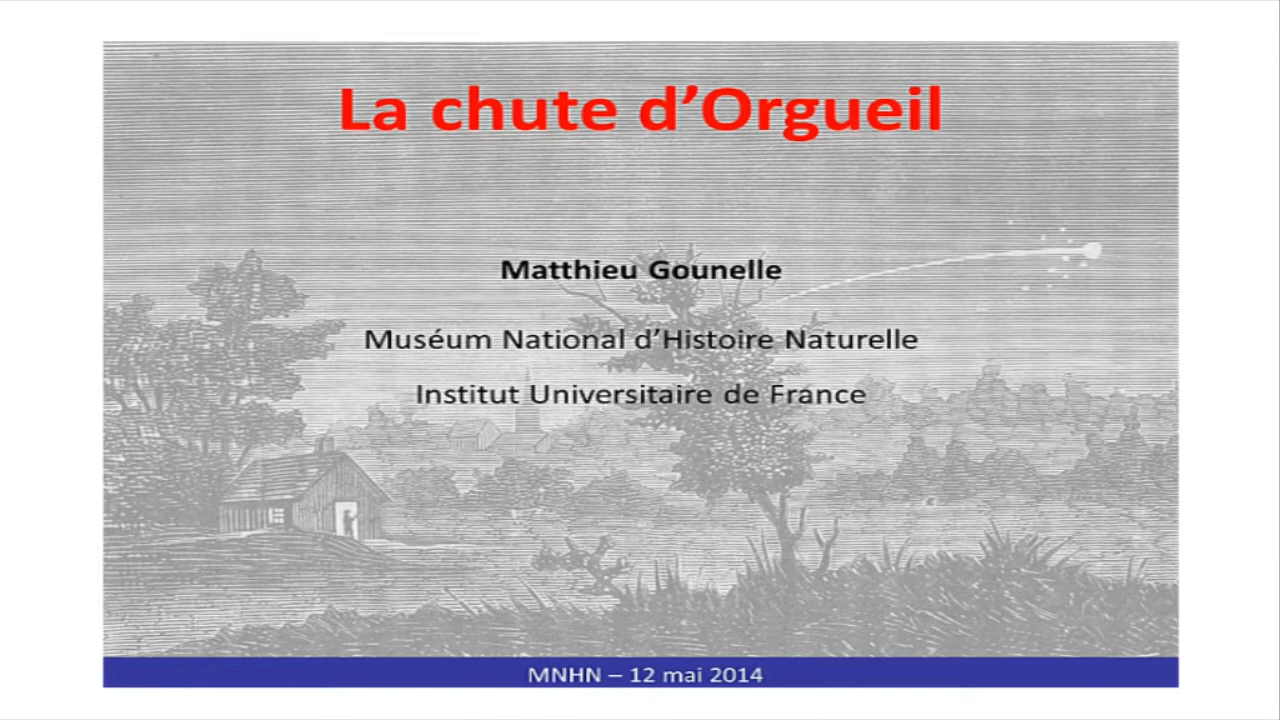 La chute d’Orgueil
Matthieu Gounelle
Muséum National d’Histoire Naturelle
Institut Universitaire de France
MNHN – 12 mai 2014